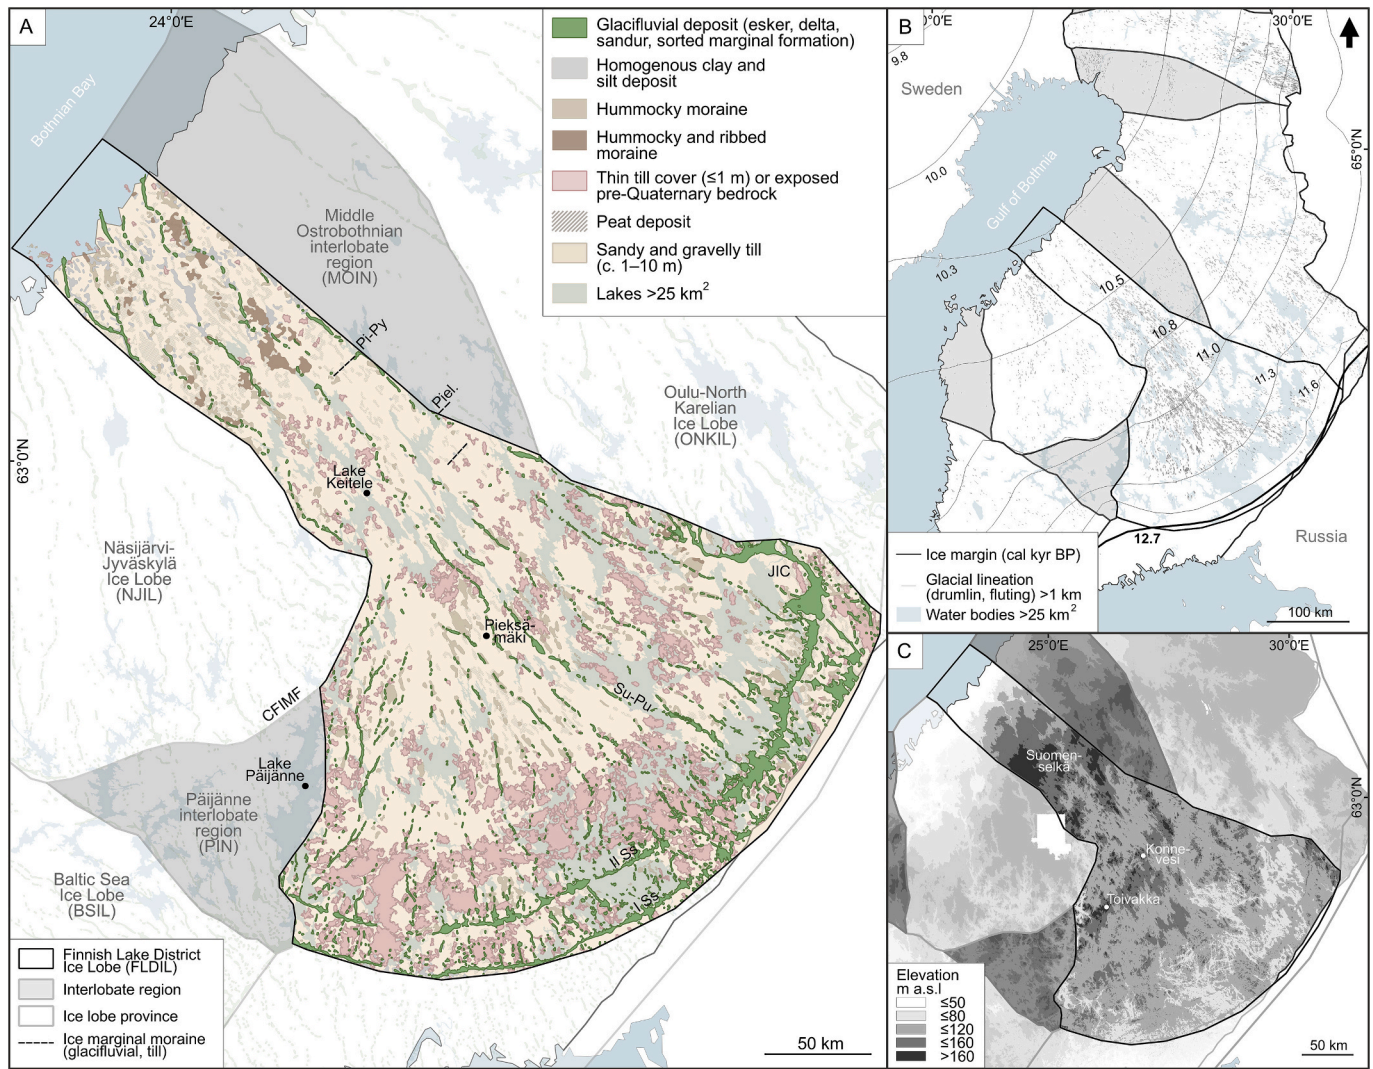 A
24°0'E
Bothnian Bay
63°0'N
Glacifluvial deposit (esker, delta,
sandur, sorted marginal formation)
Homogenous clay and
silt deposit
Hummocky moraine
Hummocky and ribbed
moraine
Thin till cover (≤1 m) or exposed
pre-Quaternary bedrock
Peat deposit
Sandy and gravelly till
(c. 1–10 m)
Lakes >25 km²
Middle
Ostrobothnian
interlobate
region
(MOIN)
Pi-Py
Piel.
Oulu-North
Karelian
Ice Lobe
(ONKIL)
Lake
Keitele
Näsijärvi-
Jyväskylä
Ice Lobe
(NJIL)
JIC
Pieksä-
mäki
Su-Pu
CFIMF
Lake
Päijänne
Päijänne
interlobate
region
(PIN)
Baltic Sea
Ice Lobe
(BSIL)
II Ss
I Ss
Finnish Lake District
Ice Lobe (FLDIL)
Interlobate region
Ice lobe province
Ice marginal moraine
(glacifluvial, till)
50 km
B
0°0'E
30°0'E
9.8
Sweden
65°0'N
10.0
Gulf of Bothnia
10.3
10.5
10.8
11.0
11.3
11.6
12.7
Russia
Ice margin (cal kyr BP)
Glacial lineation
(drumlin, fluting) >1 km
Water bodies >25 km²
100 km
C
25°0'E
30°0'E
63°0'N
Suomen-
selkä
Konne-
vesi
Toivakka
Elevation
m a.s.l
≤50
≤80
≤120
≤160
>160
50 km